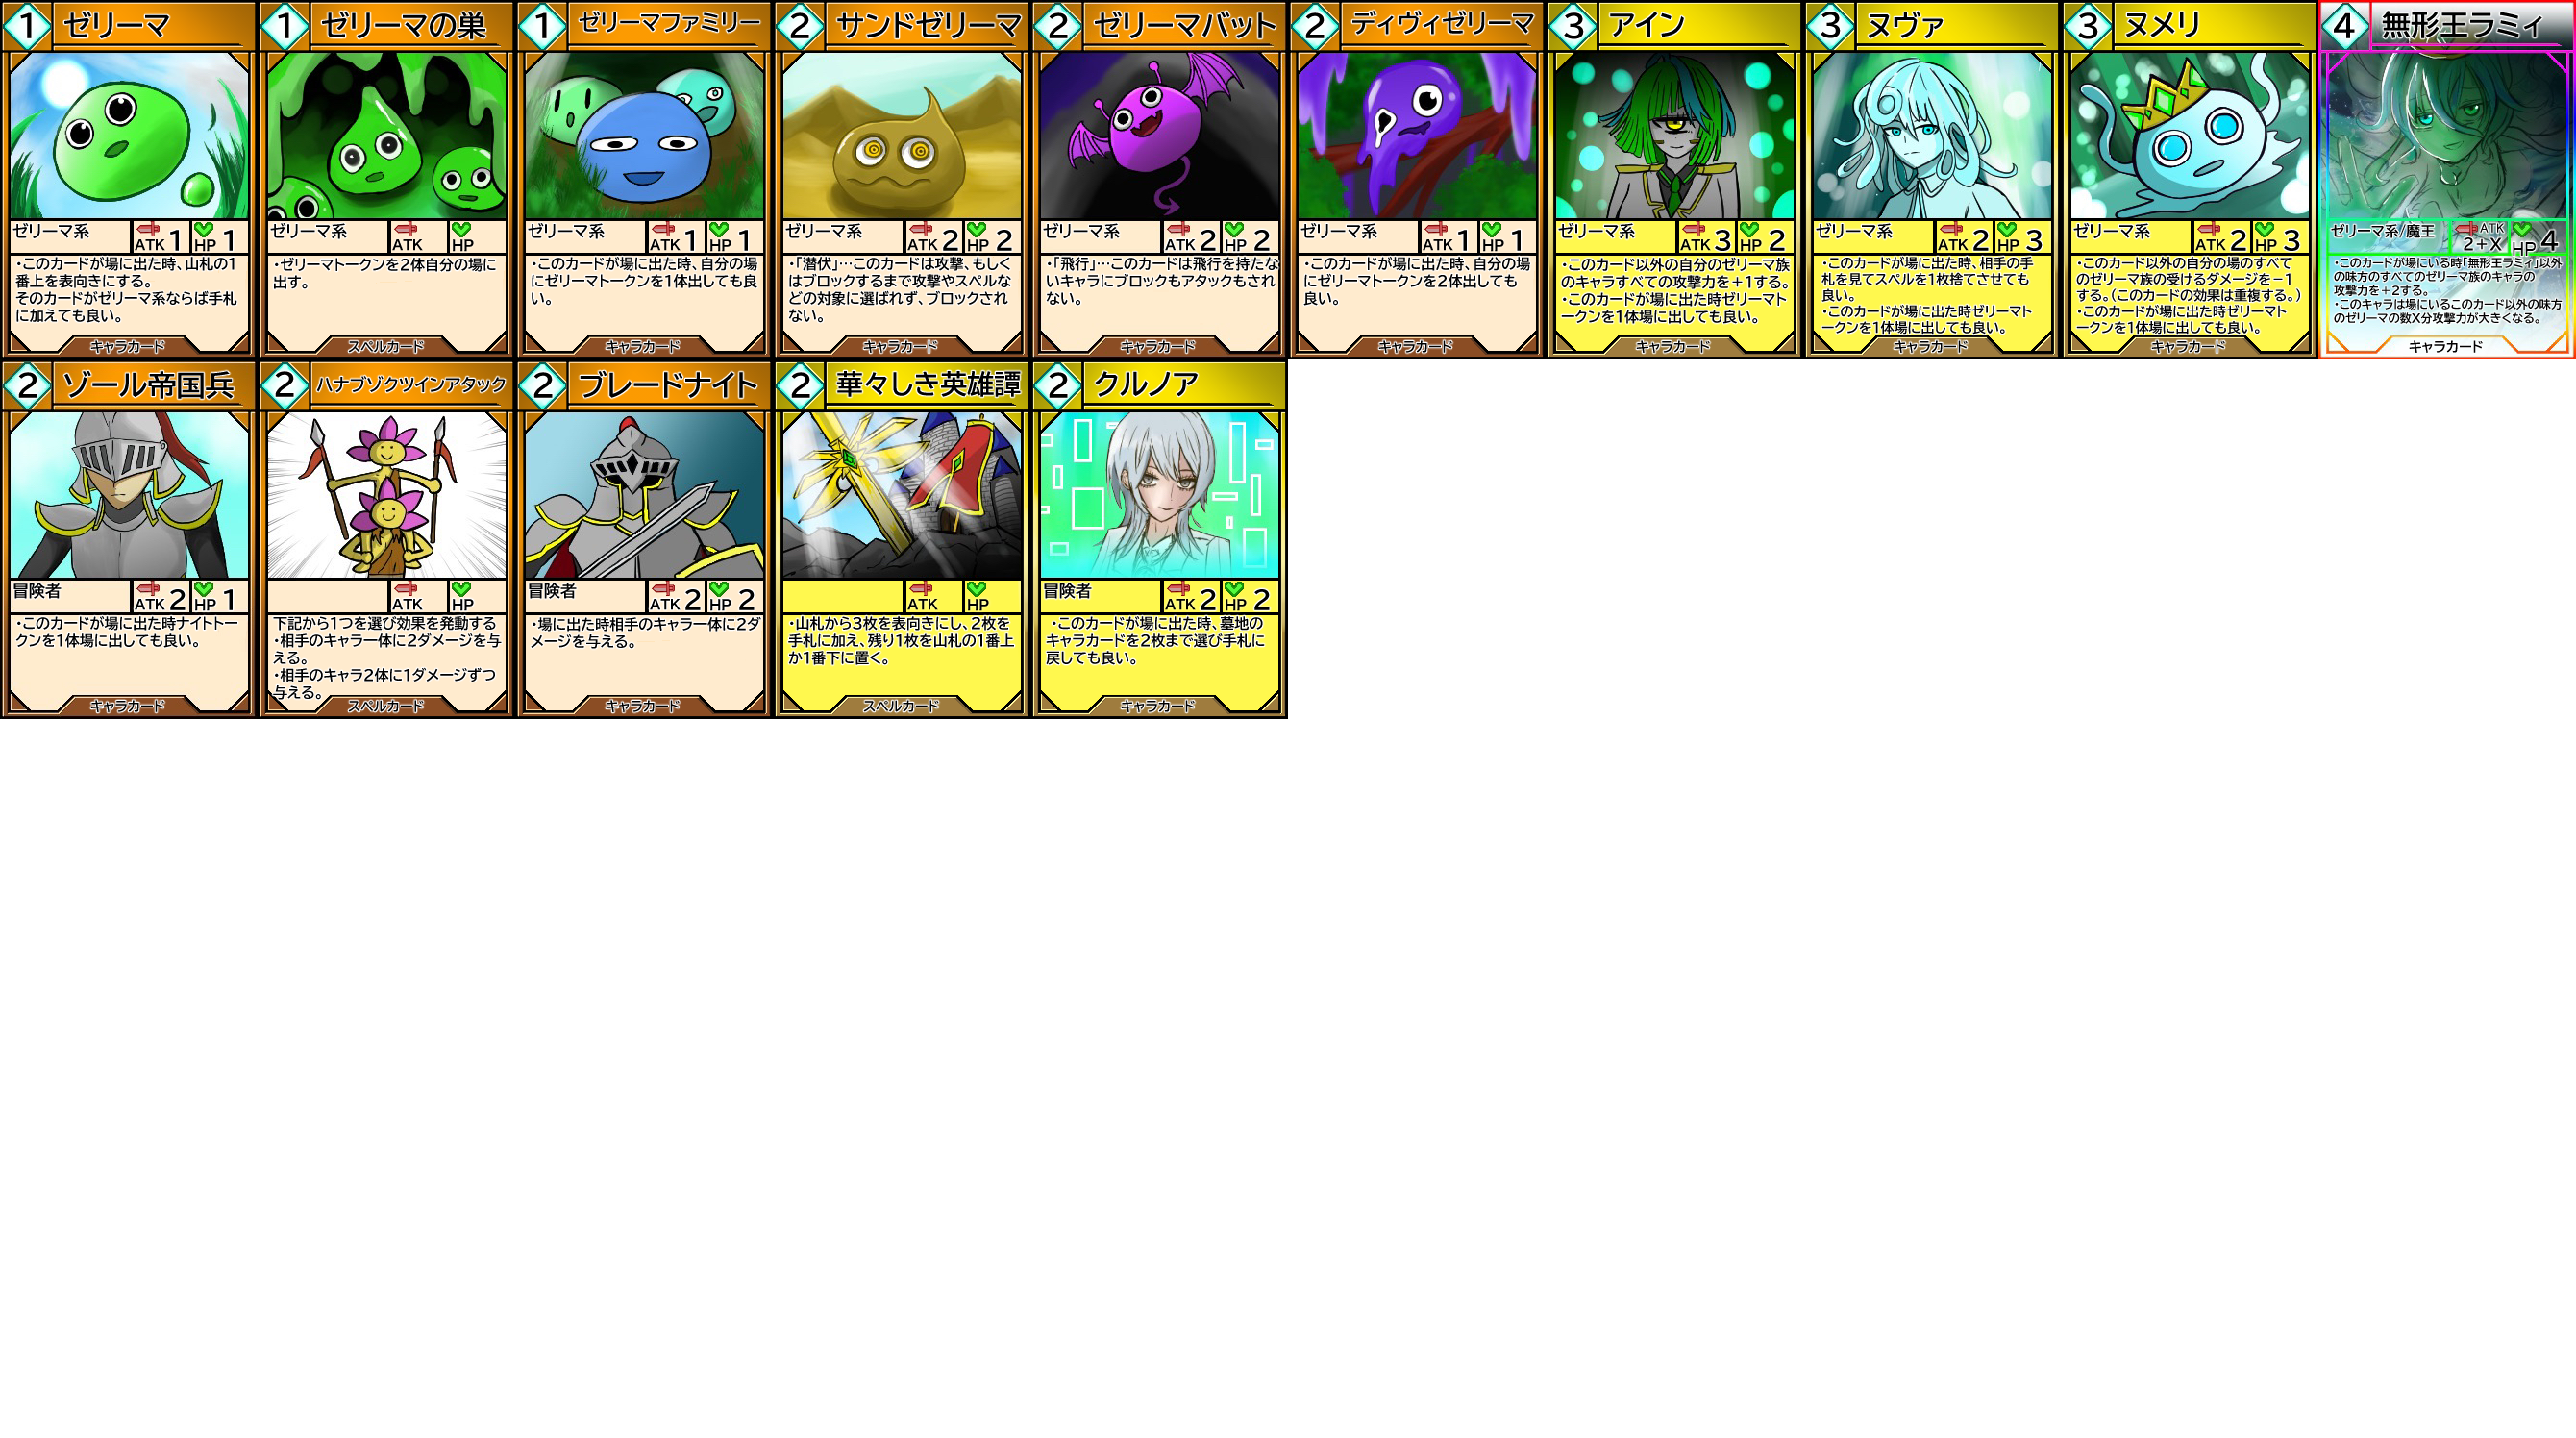 1 ゼリーマ
ゼリーマ系 ATK 1 HP 1
・このカードが場に出た時、山札の1
番上を表向きにする。
そのカードがゼリーマ系ならば手札
に加えても良い。
キャラカード
1 ゼリーマの巣
ゼリーマ系 ATK HP
・ゼリーマトークンを2体自分の場に
出す。
スペルカード
1 ゼリーマファミリー
ゼリーマ系 ATK 1 HP 1
・このカードが場に出た時、自分の場
にゼリーマトークンを1体出しても良
い。
キャラカード
2 サンドゼリーマ
ゼリーマ系 ATK 2 HP 2
・「潜伏」…このカードは攻撃、もしく
はブロックするまで攻撃やスペルな
どの対象に選ばれず、ブロックされ
ない。
キャラカード
2 ゼリーマバット
ゼリーマ系 ATK 2 HP 2
・「飛行」…このカードは飛行を持たな
いキャラにブロックもアタックもされ
ない。
キャラカード
2 ディヴィゼリーマ
ゼリーマ系 ATK 1 HP 1
・このカードが場に出た時、自分の場
にゼリーマトークンを2体出しても
良い。
キャラカード
3 アイン
ゼリーマ系 ATK 3 HP 2
・このカード以外の自分のゼリーマ族
のキャラすべての攻撃力を+1する。
・このカードが場に出た時ゼリーマト
ークンを1体場に出しても良い。
キャラカード
3 ヌヴァ
ゼリーマ系 ATK 2 HP 3
・このカードが場に出た時、相手の手
札を見てスペルを1枚捨てさせても
良い。
・このカードが場に出た時ゼリーマト
ークンを1体場に出しても良い。
キャラカード
3 ヌメリ
ゼリーマ系 ATK 2 HP 3
・このカード以外の自分の場のすべて
のゼリーマ族の受けるダメージを−1
する。(このカードの効果は重複する。)
・このカードが場に出た時ゼリーマト
ークンを1体場に出しても良い。
キャラカード
4 無形王ラミィ
ゼリーマ系/魔王 ATK 2+X HP 4
・このカードが場にいる時「無形王ラミィ」以外
の味方のすべてのゼリーマ族のキャラの
攻撃力を+2する。
・このキャラは場にいるこのカード以外の味方
のゼリーマの数X分攻撃力が大きくなる。
キャラカード
2 ゾール帝国兵
冒険者 ATK 2 HP 1
・このカードが場に出た時ナイトトー
クンを1体場に出しても良い。
キャラカード
2 ハナブゾクツインアタック
ATK HP
下記から1つを選び効果を発動する
・相手のキャラ一体に2ダメージを与
える。
・相手のキャラ2体に1ダメージずつ
与える。
スペルカード
2 ブレードナイト
冒険者 ATK 2 HP 2
・場に出た時相手のキャラ一体に2ダ
メージを与える。
キャラカード
2 華々しき英雄譚
ATK HP
・山札から3枚を表向きにし、2枚を
手札に加え、残り1枚を山札の1番上
か1番下に置く。
スペルカード
2 クルノア
冒険者 ATK 2 HP 2
・このカードが場に出た時、墓地の
キャラカードを2枚まで選び手札に
戻しても良い。
キャラカード